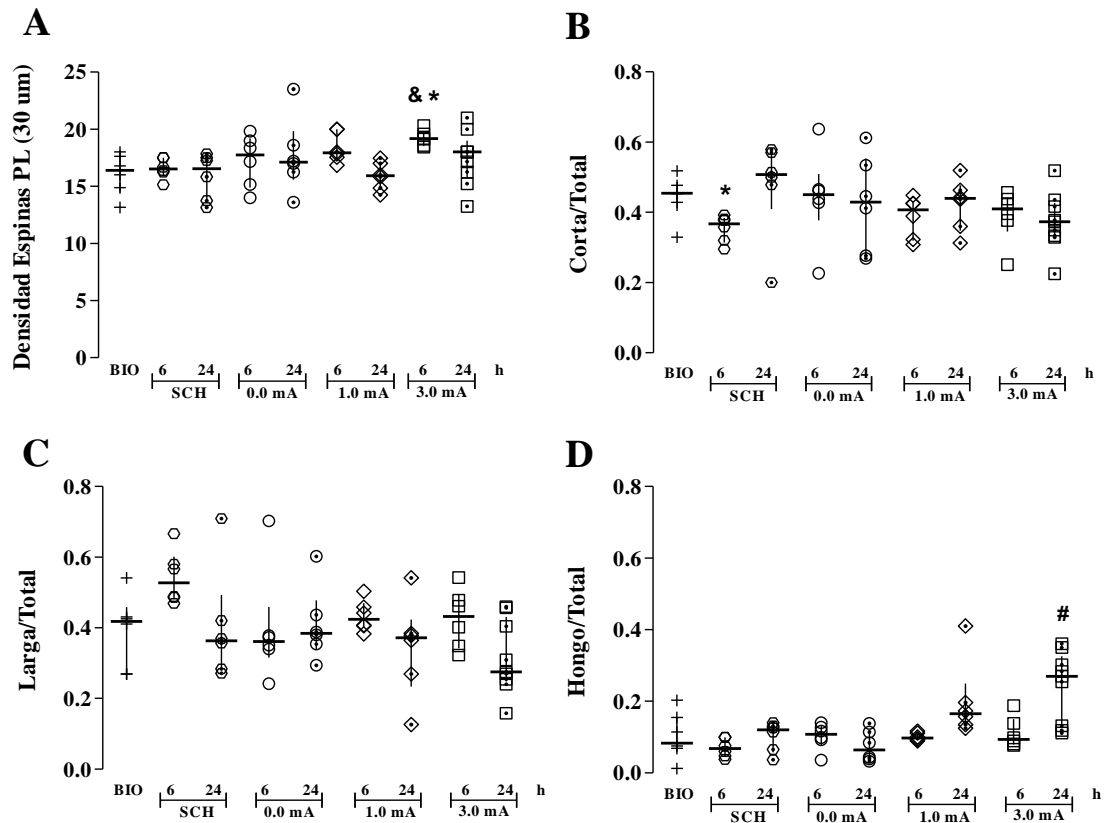 A
Densidad Espinas PL (30 um)
25
20
15
10
5
0
& *
BIO 6 24 6 24 6 24 6 24 h
SCH 0.0 mA 1.0 mA 3.0 mA
B
Corta/Total
0.8
0.6
0.4
0.2
0.0
*
BIO 6 24 6 24 6 24 6 24 h
SCH 0.0 mA 1.0 mA 3.0 mA
C
Larga/Total
0.8
0.6
0.4
0.2
0.0
BIO 6 24 6 24 6 24 6 24 h
SCH 0.0 mA 1.0 mA 3.0 mA
D
Hongo/Total
0.8
0.6
0.4
0.2
0.0
#
BIO 6 24 6 24 6 24 6 24 h
SCH 0.0 mA 1.0 mA 3.0 mA